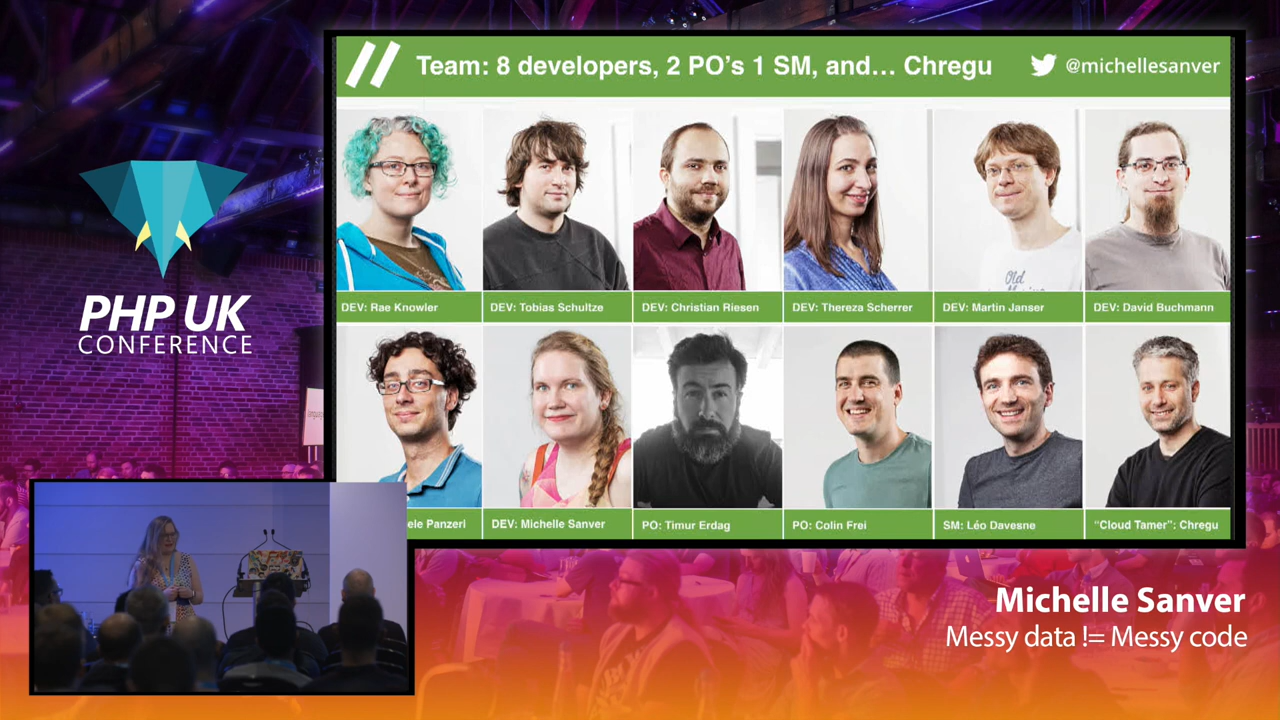 // Team: 8 developers, 2 PO's 1 SM, and... Chregu
@michellesanver
DEV: Rae Knowler
DEV: Tobias Schultze
DEV: Christian Riesen
DEV: Thereza Scherrer
DEV: Martin Janser
DEV: David Buchmann
ele Panzeri
DEV: Michelle Sanver
PO: Timur Erdag
PO: Colin Frei
SM: Léo Davesne
"Cloud Tamer": Chregu
PHP UK
CONFERENCE
Michelle Sanver
Messy data != Messy code